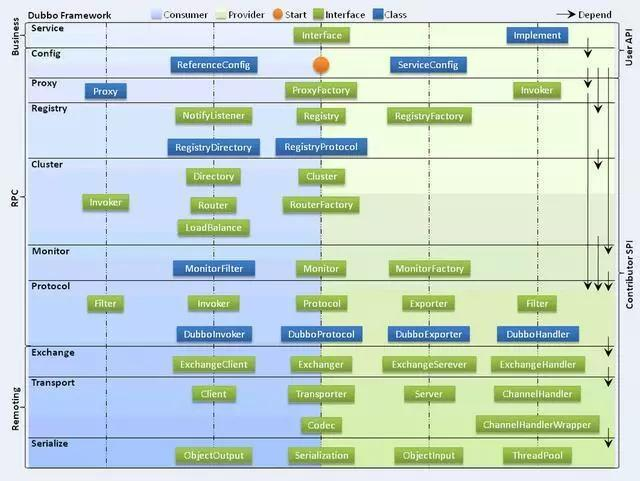 Dubbo Framework Consumer Provider Start Interface Class Depend
Business
User API
Service
Interface Implement
Config
ReferenceConfig ServiceConfig
RPC
Contributor SPI
Proxy
Proxy ProxyFactory Invoker
Registry
NotifyListener Registry RegistryFactory
RegistryDirectory RegistryProtocol
Cluster
Directory Cluster
Invoker Router RouterFactory
LoadBalance
Monitor
MonitorFilter Monitor MonitorFactory
Protocol
Filter Invoker Protocol Exporter Filter
DubboInvoker DubboProtocol DubboExporter DubboHandler
Remoting
Exchange
ExchangeClient Exchanger ExchangeSerever ExchangeHandler
Transport
Client Transporter Server ChannelHandler
Codec ChannelHandlerWrapper
Serialize
ObjectOutput Serialization ObjectInput ThreadPool